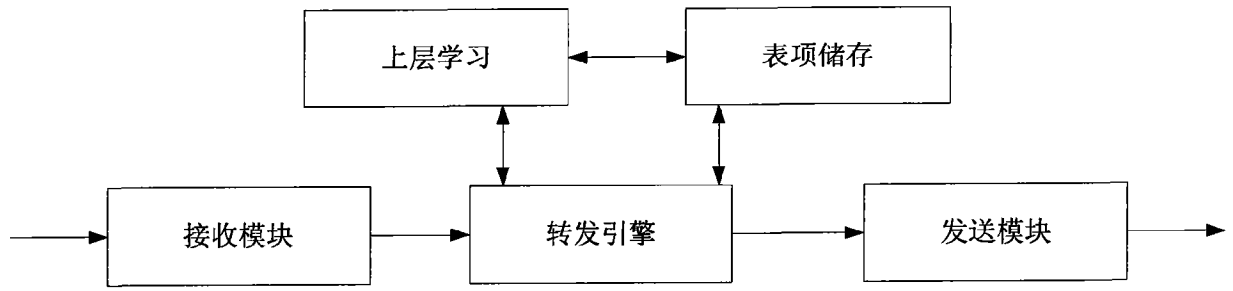 上层学习
表项储存
接收模块
转发引擎
发送模块